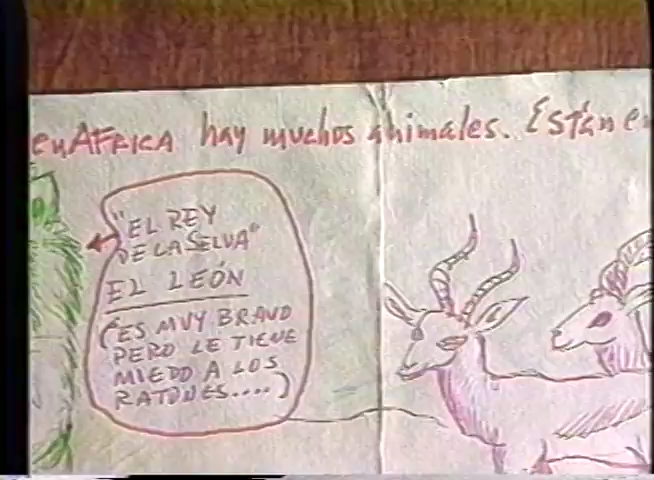 en AFRICA hay muchos animales. Están en
"EL REY
DE LA SELVA"
EL LEÓN
(ES MUY BRAVO
PERO LE TIENE
MIEDO A LOS
RATONES....)